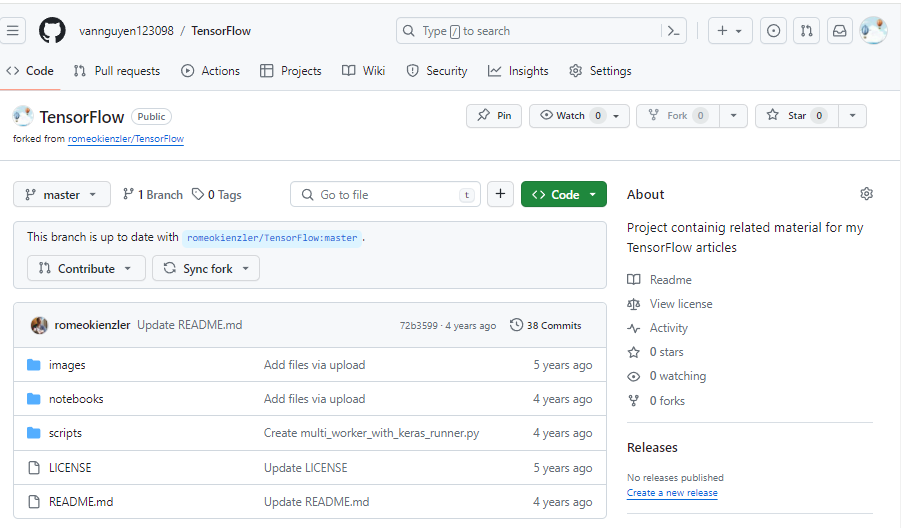 vannguyen123098 / TensorFlow
Type / to search
Code
Pull requests
Actions
Projects
Wiki
Security
Insights
Settings
TensorFlow Public
forked from romeokienzler/TensorFlow
Pin
Watch 0
Fork 0
Star 0
master
1 Branch
0 Tags
Go to file t
Code
This branch is up to date with romeokienzler/TensorFlow:master .
Contribute
Sync fork
romeokienzler Update README.md 72b3599 · 4 years ago 38 Commits
images Add files via upload 5 years ago
notebooks Add files via upload 4 years ago
scripts Create multi_worker_with_keras_runner.py 4 years ago
LICENSE Update LICENSE 5 years ago
README.md Update README.md 4 years ago
About
Project containig related material for my
TensorFlow articles
Readme
View license
Activity
0 stars
0 watching
0 forks
Releases
No releases published
Create a new release